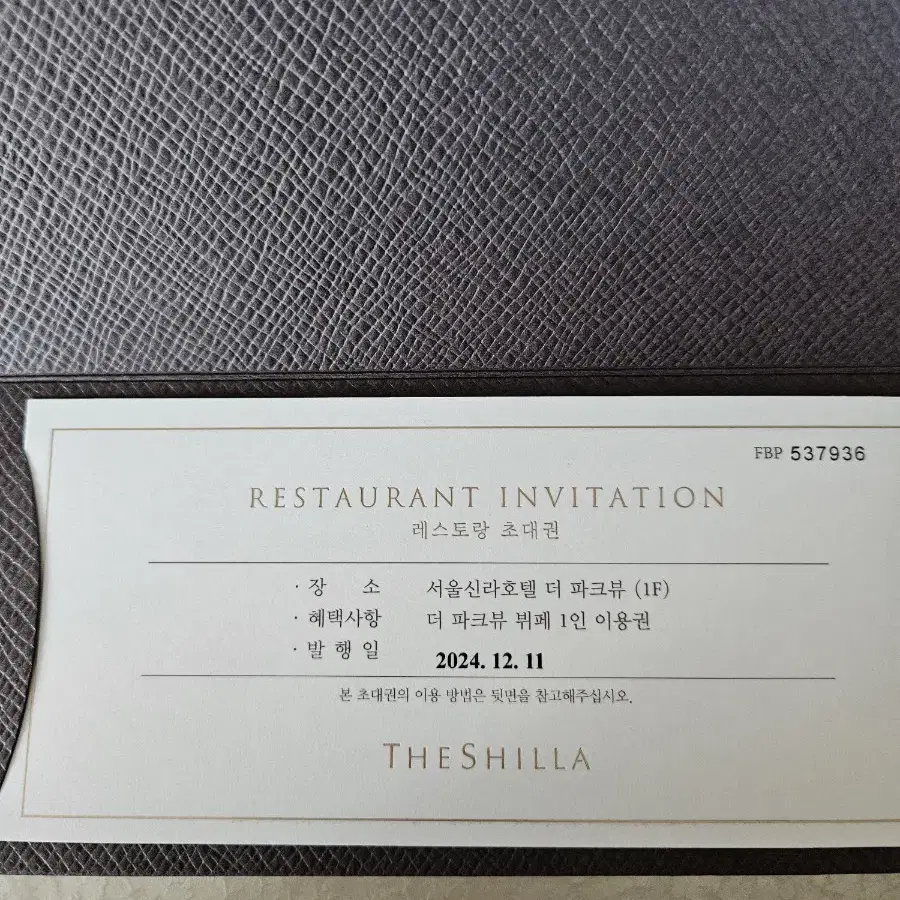 FBP 537936
RESTAURANT INVITATION
레스토랑 초대권
· 장 소 서울신라호텔 더 파크뷰 (1F)
· 혜택사항 더 파크뷰 뷔페 1인 이용권
· 발 행 일 2024. 12. 11
본 초대권의 이용 방법은 뒷면을 참고해주십시오.
THE SHILLA